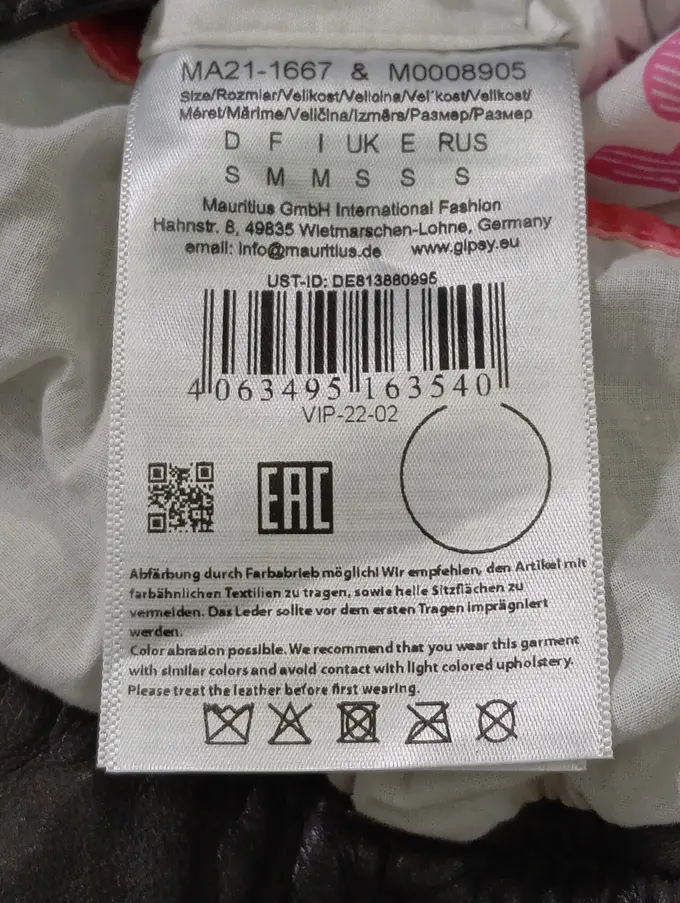 MA21-1667 & M0008905
Size/Rozmiar/Velikost/Velioina/Vel'kost/Velikost/
Méret/Mărime/Veličina/Izmērs/Размер/Размер
D F I UK E RUS
S M M S S S
Mauritius GmbH International Fashion
Hahnstr. 8, 49835 Wietmarschen-Lohne, Germany
email: info@mauritius.de www.gipsy.eu
UST-ID: DE813880995
4 063495 163540
VIP-22-02
EAC
Abfärbung durch Farbabrieb möglich! Wir empfehlen, den Artikel mit
farbähnlichen Textilien zu tragen, sowie helle Sitzflächen zu
vermeiden. Das Leder sollte vor dem ersten Tragen imprägniert
werden.
Color abrasion possible. We recommend that you wear this garment
with similar colors and avoid contact with light colored upholstery.
Please treat the leather before first wearing.